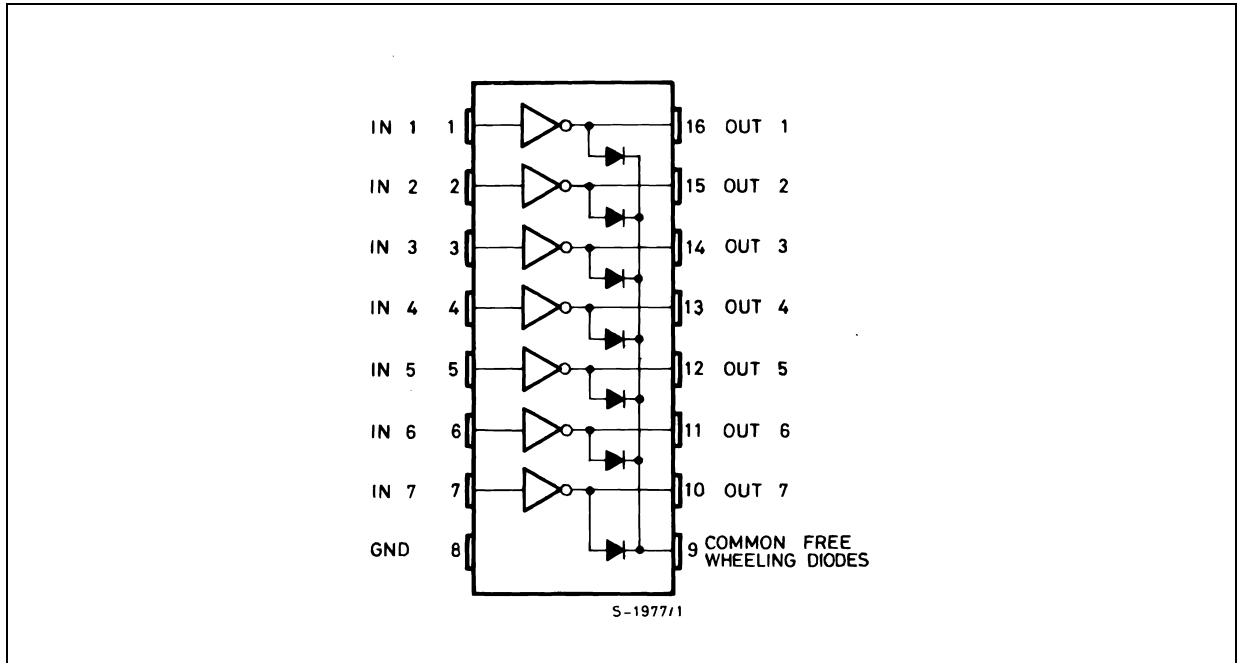 IN 1 1 16 OUT 1
IN 2 2 15 OUT 2
IN 3 3 14 OUT 3
IN 4 4 13 OUT 4
IN 5 5 12 OUT 5
IN 6 6 11 OUT 6
IN 7 7 10 OUT 7
GND 8 9 COMMON FREE
WHEELING DIODES
S-1977/1